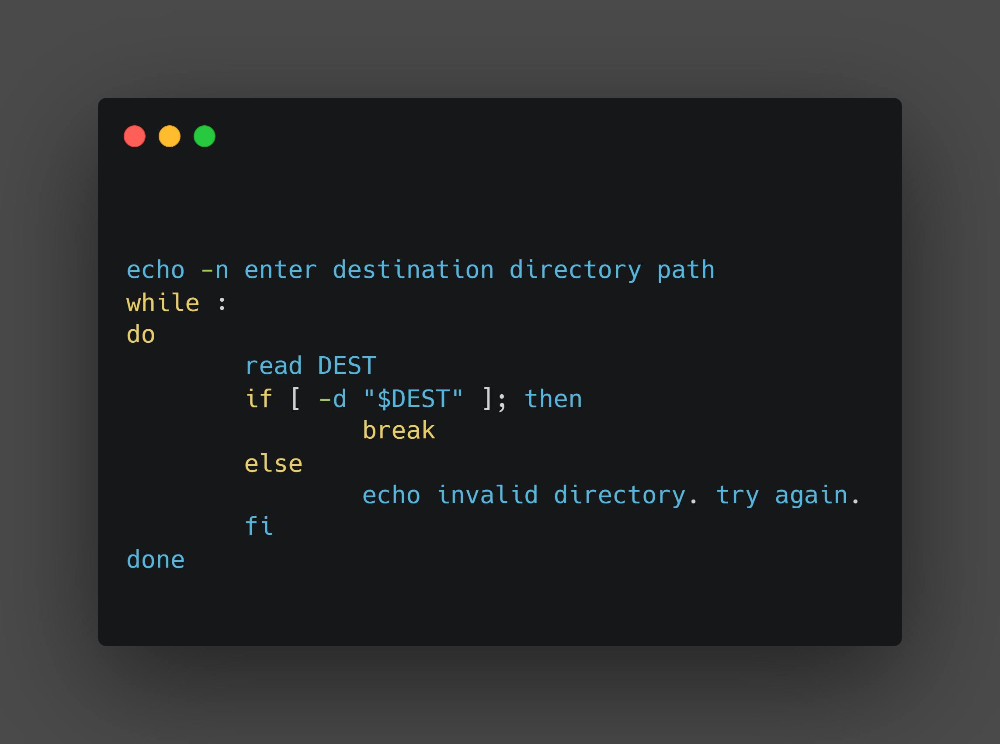 echo -n enter destination directory path
while :
do
        read DEST
        if [ -d "$DEST" ]; then
                break
        else
                echo invalid directory. try again.
        fi
done